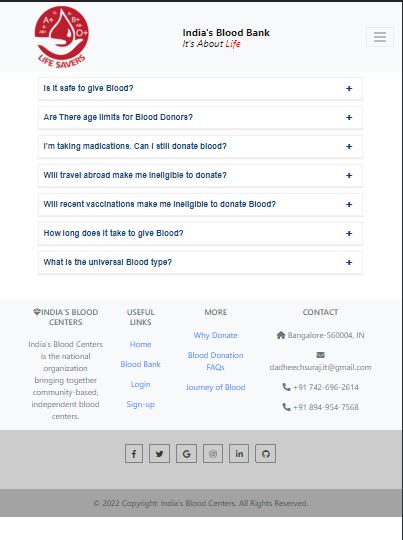 A+
B+
AB-
A-
AB
O+
LIFE SAVERS
India's Blood Bank
It's About Life
Is it safe to give Blood? +
Are There age limits for Blood Donors? +
I'm taking madications. Can I still donate blood? +
Will travel abroad make me ineligible to donate? +
Will recent vaccinations make me ineligible to donate Blood? +
How long does it take to give Blood? +
What is the universal Blood type? +
INDIA'S BLOOD
CENTERS
India's Blood Centers
is the national
organization
bringing together
community-based,
independent blood
centers.
USEFUL
LINKS
Home
Blood Bank
Login
Sign-up
MORE
Why Donate
Blood Donation
FAQs
Journey of Blood
CONTACT
Bangalore-560004, IN
dadheechsuraj.it@gmail.com
+91 742-696-2614
+91 894-954-7568
© 2022 Copyright: India's Blood Centers. All Rights Reserved.